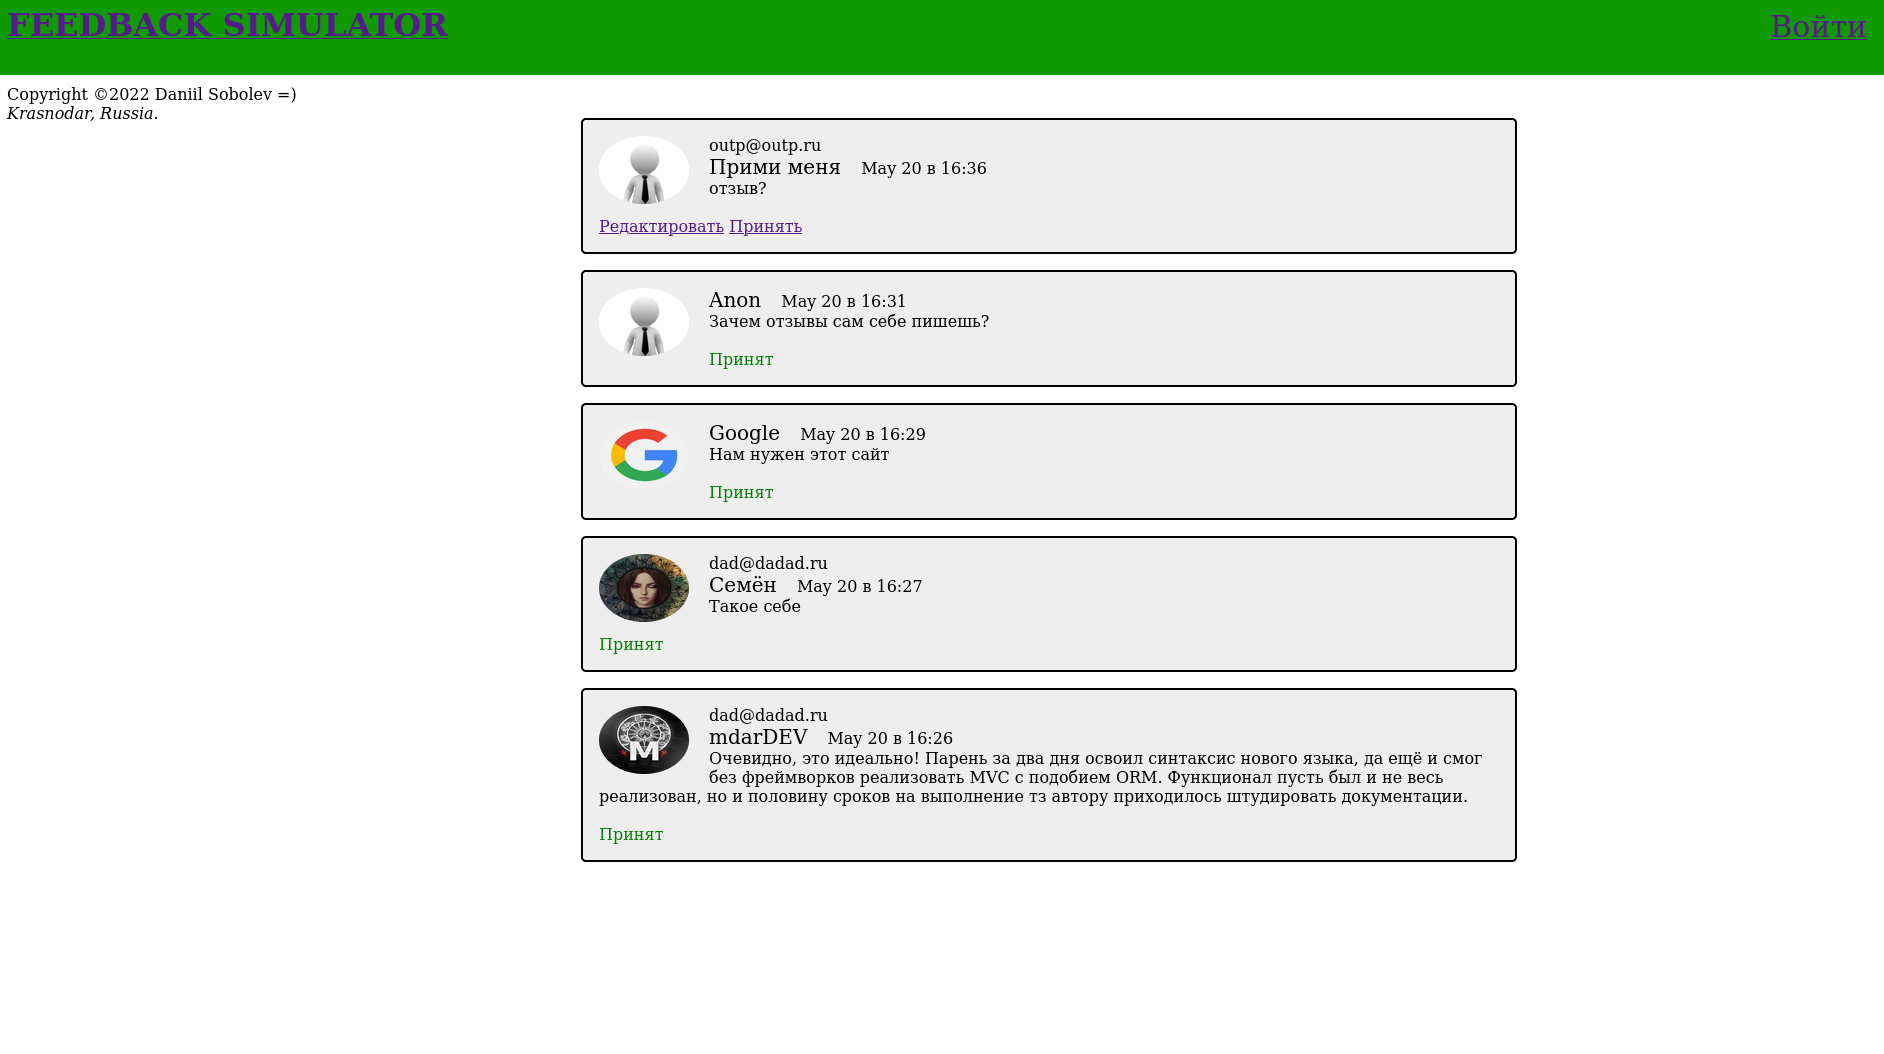 FEEDBACK SIMULATOR
Войти
Copyright ©2022 Daniil Sobolev =)
Krasnodar, Russia.
outp@outp.ru
Прими меня May 20 в 16:36
отзыв?
Редактировать Принять
Anon May 20 в 16:31
Зачем отзывы сам себе пишешь?
Принят
Google May 20 в 16:29
Нам нужен этот сайт
Принят
dad@dadad.ru
Семён May 20 в 16:27
Такое себе
Принят
M
dad@dadad.ru
mdarDEV May 20 в 16:26
Очевидно, это идеально! Парень за два дня освоил синтаксис нового языка, да ещё и смог
без фреймворков реализовать MVC с подобием ORM. Функционал пусть был и не весь
реализован, но и половину сроков на выполнение тз автору приходилось штудировать документации.
Принят